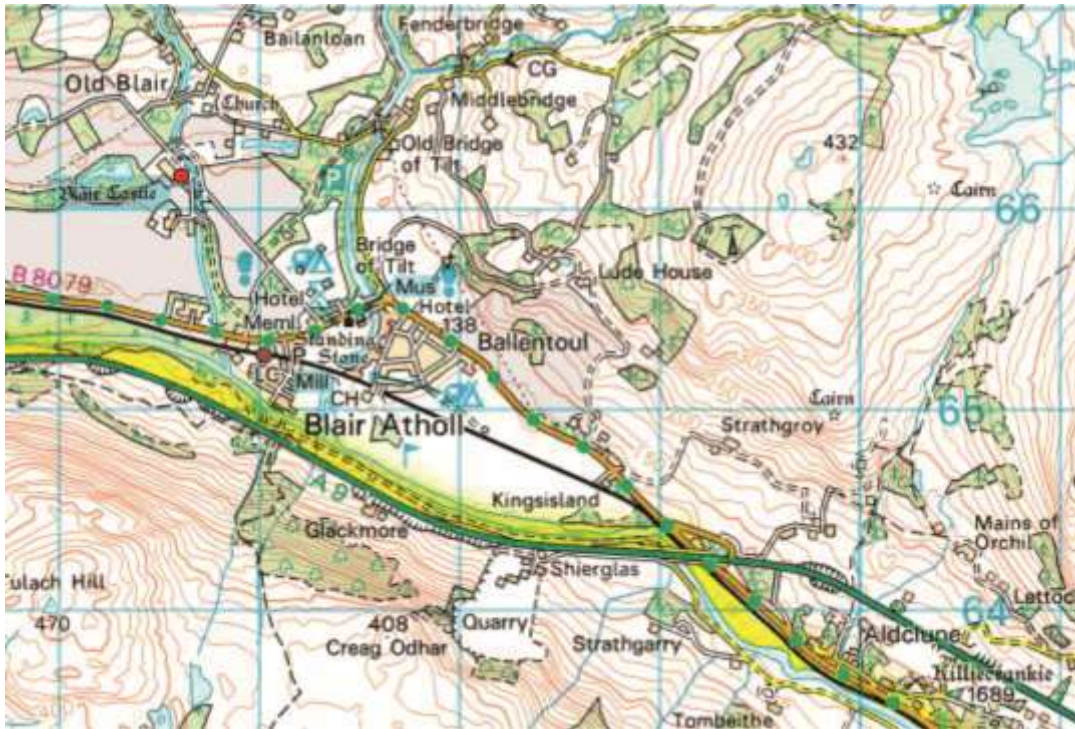 Bailanloan
Fenderbridge
CG
Old Blair
Church
Middlebridge
Old Bridge
of Tilt
432
Cairn
Blair Castle
P
66
Bridge
of Tilt
Lude House
B 8079
Mus
Hotel
Hotel
138
Meml
Standing
Stone
Ballentoul
P
LC
Mill
CH
Cairn
65
Blair Atholl
Strathgroy
P
A 9
Kingsisland
Glackmore
Mains of
Orchil
Shierglas
Tulach Hill
64
470
408
Quarry
Aldclune
Creag Odhar
Strathgarry
Killiecrankie
1689
Tombeithe